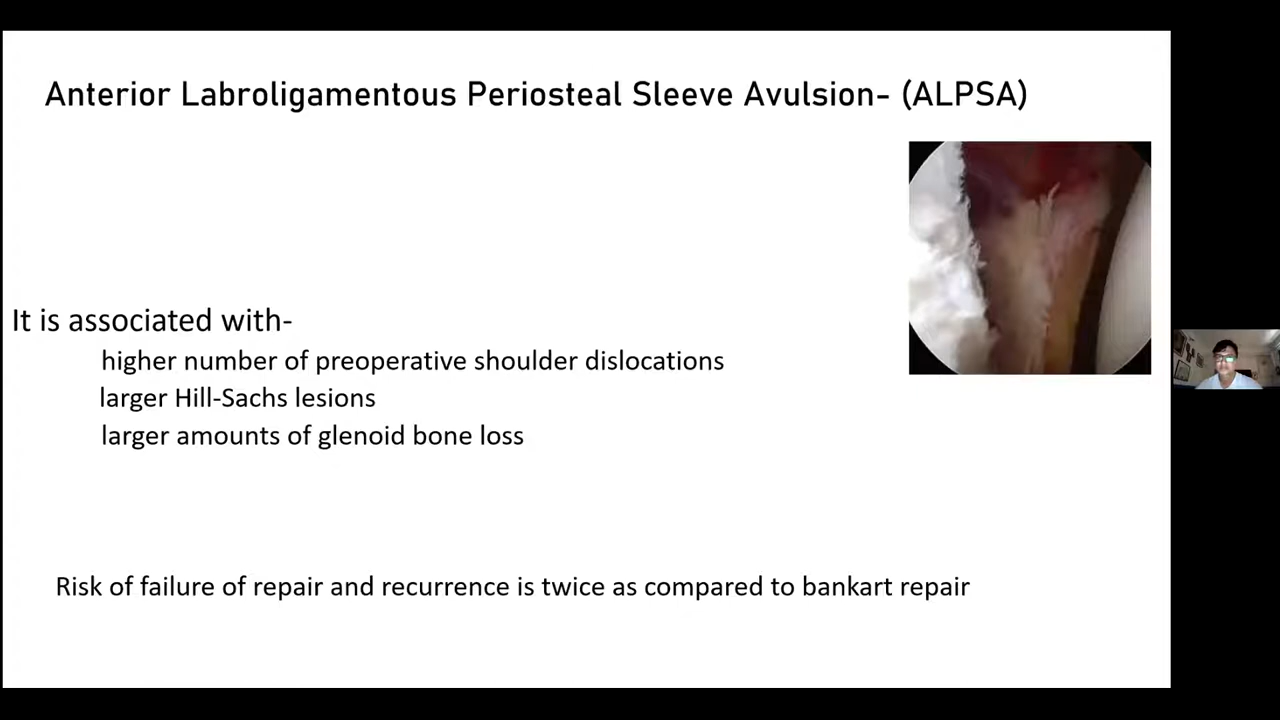 Anterior Labroligamentous Periosteal Sleeve Avulsion- (ALPSA)
It is associated with-
higher number of preoperative shoulder dislocations
larger Hill-Sachs lesions
larger amounts of glenoid bone loss
Risk of failure of repair and recurrence is twice as compared to bankart repair